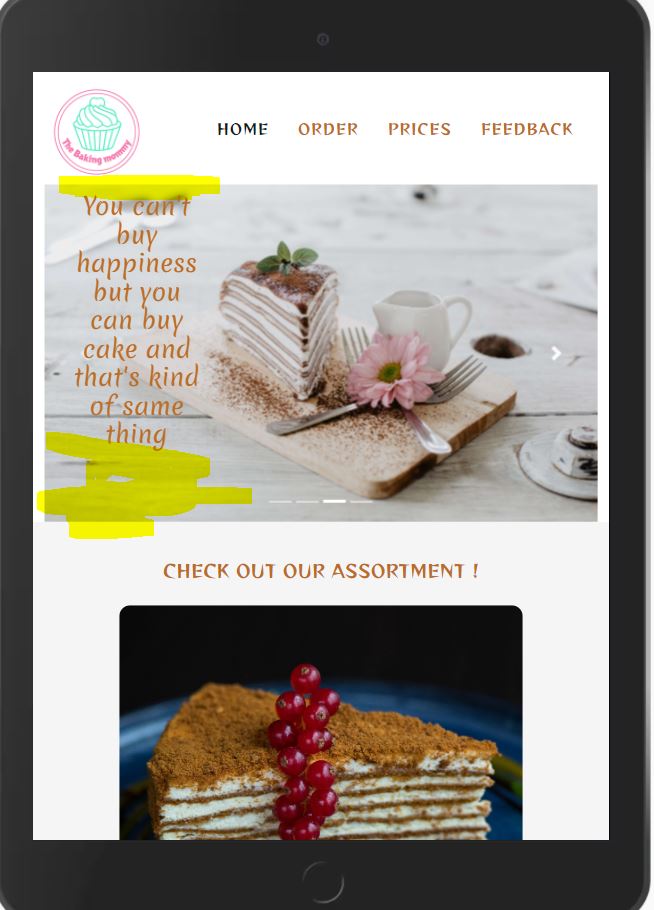 The Baking mommy
HOME ORDER PRICES FEEDBACK
You can't
buy
happiness
but you
can buy
cake and
that's kind
of same
thing
CHECK OUT OUR ASSORTMENT !